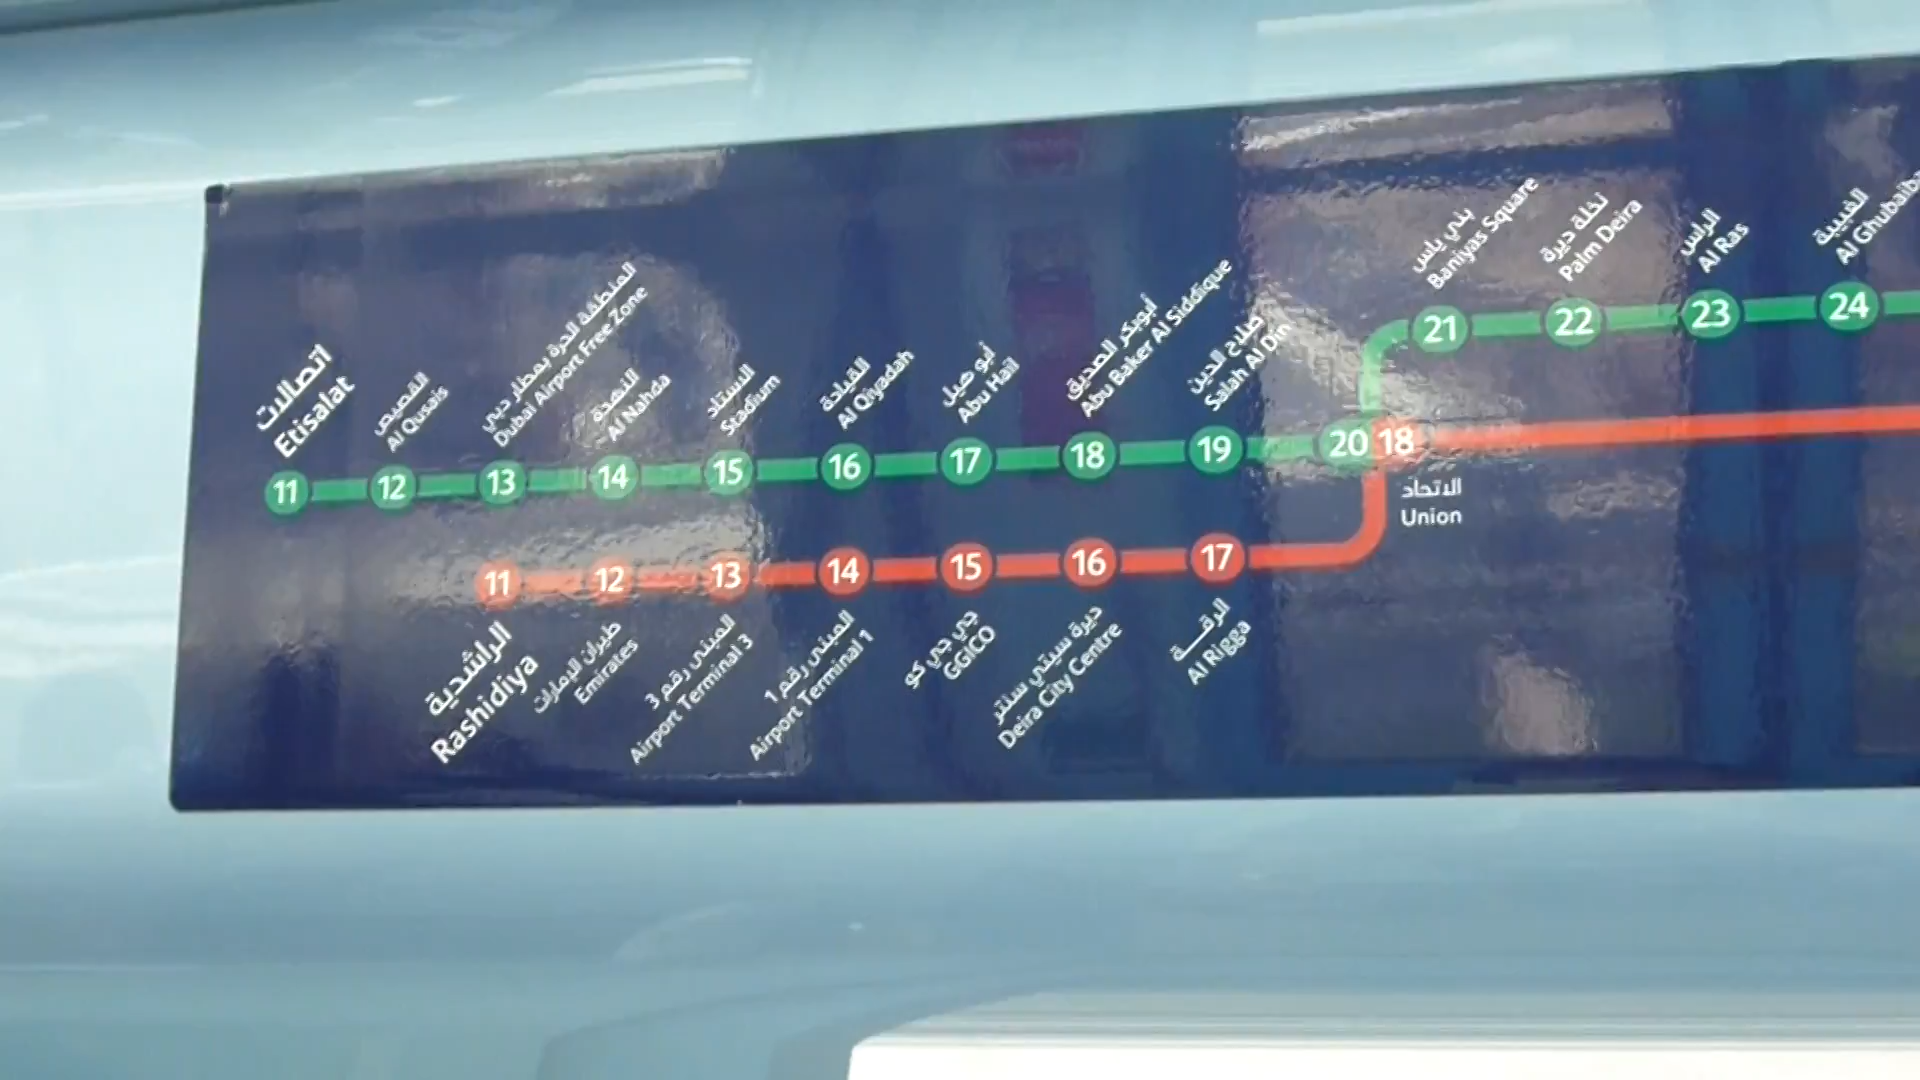 اتصالات
Etisalat
القصيص
Al Qusais
المنطقة الحرة بمطار دبي
Dubai Airport Free Zone
النهدة
Al Nahda
الستاد
Stadium
القيادة
Al Qiyadah
أبو هيل
Abu Hail
أبوبكر الصديق
Abu Baker Al Siddique
صلاح الدين
Salah Al Din
بني ياس
Baniyas Square
نخلة ديرة
Palm Deira
الراس
Al Ras
الغبيبة
Al Ghubaiba
11 12 13 14 15 16 17 18 19 20 18
21 22 23 24
الاتحاد
Union
11 12 13 14 15 16 17
الراشدية
Rashidiya
طيران الإمارات
Emirates
المبنى رقم 3
Airport Terminal 3
المبنى رقم 1
Airport Terminal 1
جي جي كو
GGICO
ديرة سيتي سنتر
Deira City Centre
الرقـــة
Al Rigga